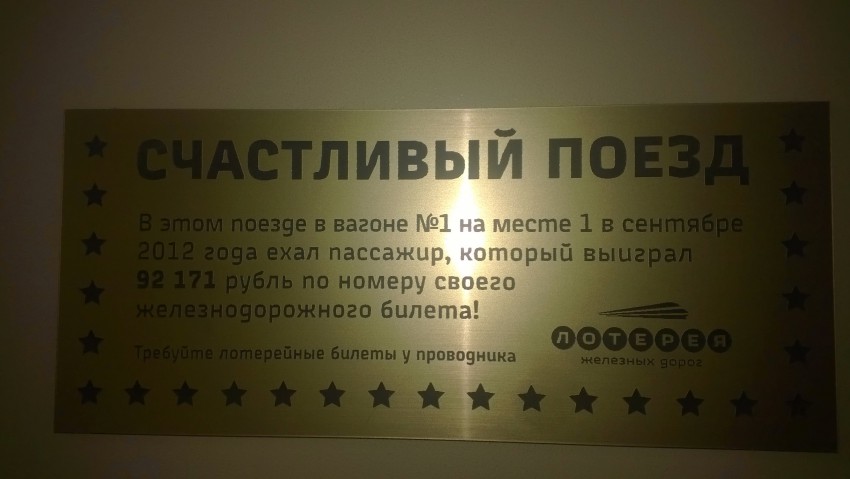 СЧАСТЛИВЫЙ ПОЕЗД
В этом поезде в вагоне №1 на месте 1 в сентябре
2012 года ехал пассажир, который выиграл
92 171 рубль по номеру своего
железнодорожного билета!
Требуйте лотерейные билеты у проводника
ЛОТЕРЕЯ
железных дорог